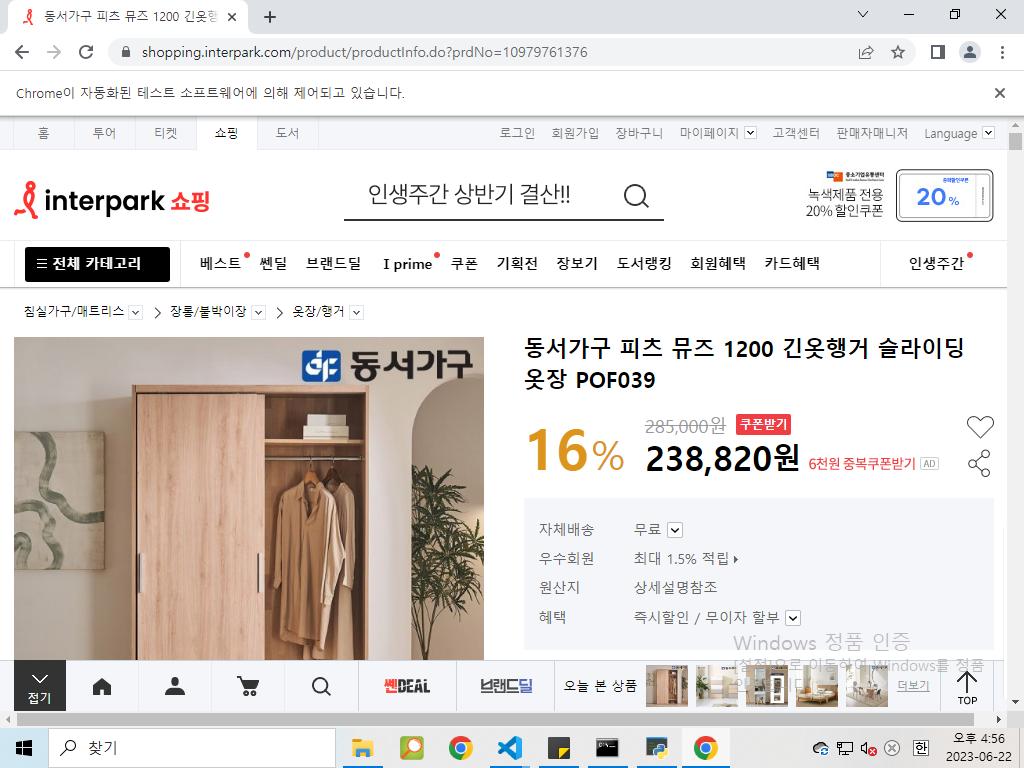 동서가구 피츠 뮤즈 1200 긴옷행
shopping.interpark.com/product/productInfo.do?prdNo=10979761376
Chrome이 자동화된 테스트 소프트웨어에 의해 제어되고 있습니다.
홈 투어 티켓 쇼핑 도서 로그인 회원가입 장바구니 마이페이지 고객센터 판매자매니저 Language
interpark 쇼핑
인생주간 상반기 결산!!
중소기업유통센터
녹색제품 전용
20% 할인쿠폰
중복할인쿠폰
20%
전체 카테고리 베스트 쎈딜 브랜드딜 I prime 쿠폰 기획전 장보기 도서랭킹 회원혜택 카드혜택 인생주간
침실가구/매트리스 장롱/붙박이장 옷장/행거
동서가구
동서가구 피츠 뮤즈 1200 긴옷행거 슬라이딩
옷장 POF039
16%
285,000원 쿠폰받기
238,820원 6천원 중복쿠폰받기 AD
자체배송 무료
우수회원 최대 1.5% 적립
원산지 상세설명참조
혜택 즉시할인 / 무이자 할부
Windows 정품 인증
[설정]으로 이동하여 Windows를 정품
접기
쎈DEAL
브랜드딜
오늘 본 상품
더보기
TOP
찾기
한
오후 4:56
2023-06-22